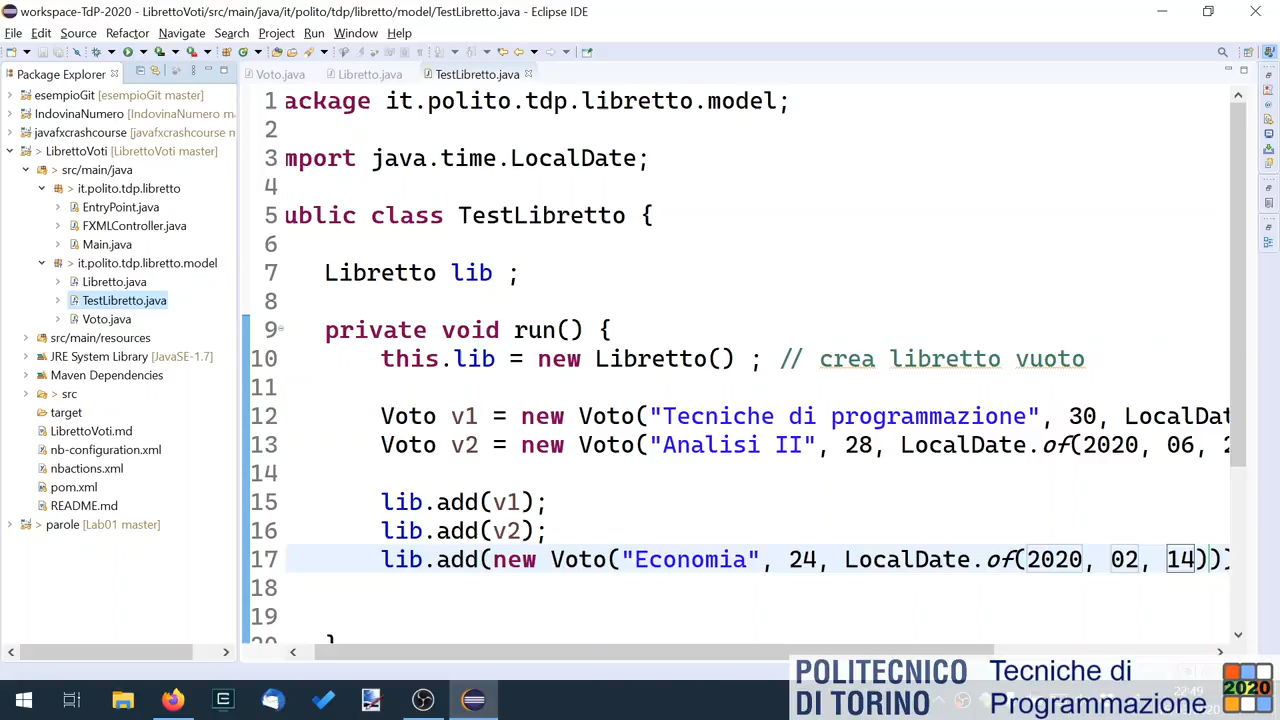 workspace-TdP-2020 - LibrettoVoti/src/main/java/it/polito/tdp/libretto/model/TestLibretto.java - Eclipse IDE
File Edit Source Refactor Navigate Search Project Run Window Help
Package Explorer
Voto.java Libretto.java TestLibretto.java
esempioGit [esempioGit master]
IndovinaNumero [IndovinaNumero ma
javafxcrashcourse [javafxcrashcourse m
LibrettoVoti [LibrettoVoti master]
src/main/java
it.polito.tdp.libretto
EntryPoint.java
FXMLController.java
Main.java
it.polito.tdp.libretto.model
Libretto.java
TestLibretto.java
Voto.java
src/main/resources
JRE System Library [JavaSE-1.7]
Maven Dependencies
src
target
LibrettoVoti.md
nb-configuration.xml
nbactions.xml
pom.xml
README.md
parole [Lab01 master]
1 ackage it.polito.tdp.libretto.model;
2
3 mport java.time.LocalDate;
4
5 ublic class TestLibretto {
6
7 Libretto lib ;
8
9 private void run() {
10 this.lib = new Libretto() ; // crea libretto vuoto
11
12 Voto v1 = new Voto("Tecniche di programmazione", 30, LocalDat
13 Voto v2 = new Voto("Analisi II", 28, LocalDate.of(2020, 06, 2
14
15 lib.add(v1);
16 lib.add(v2);
17 lib.add(new Voto("Economia", 24, LocalDate.of(2020, 02, 14)))
18
19
20 }
POLITECNICO
DI TORINO
Tecniche di
Programmazione
2020
22:49